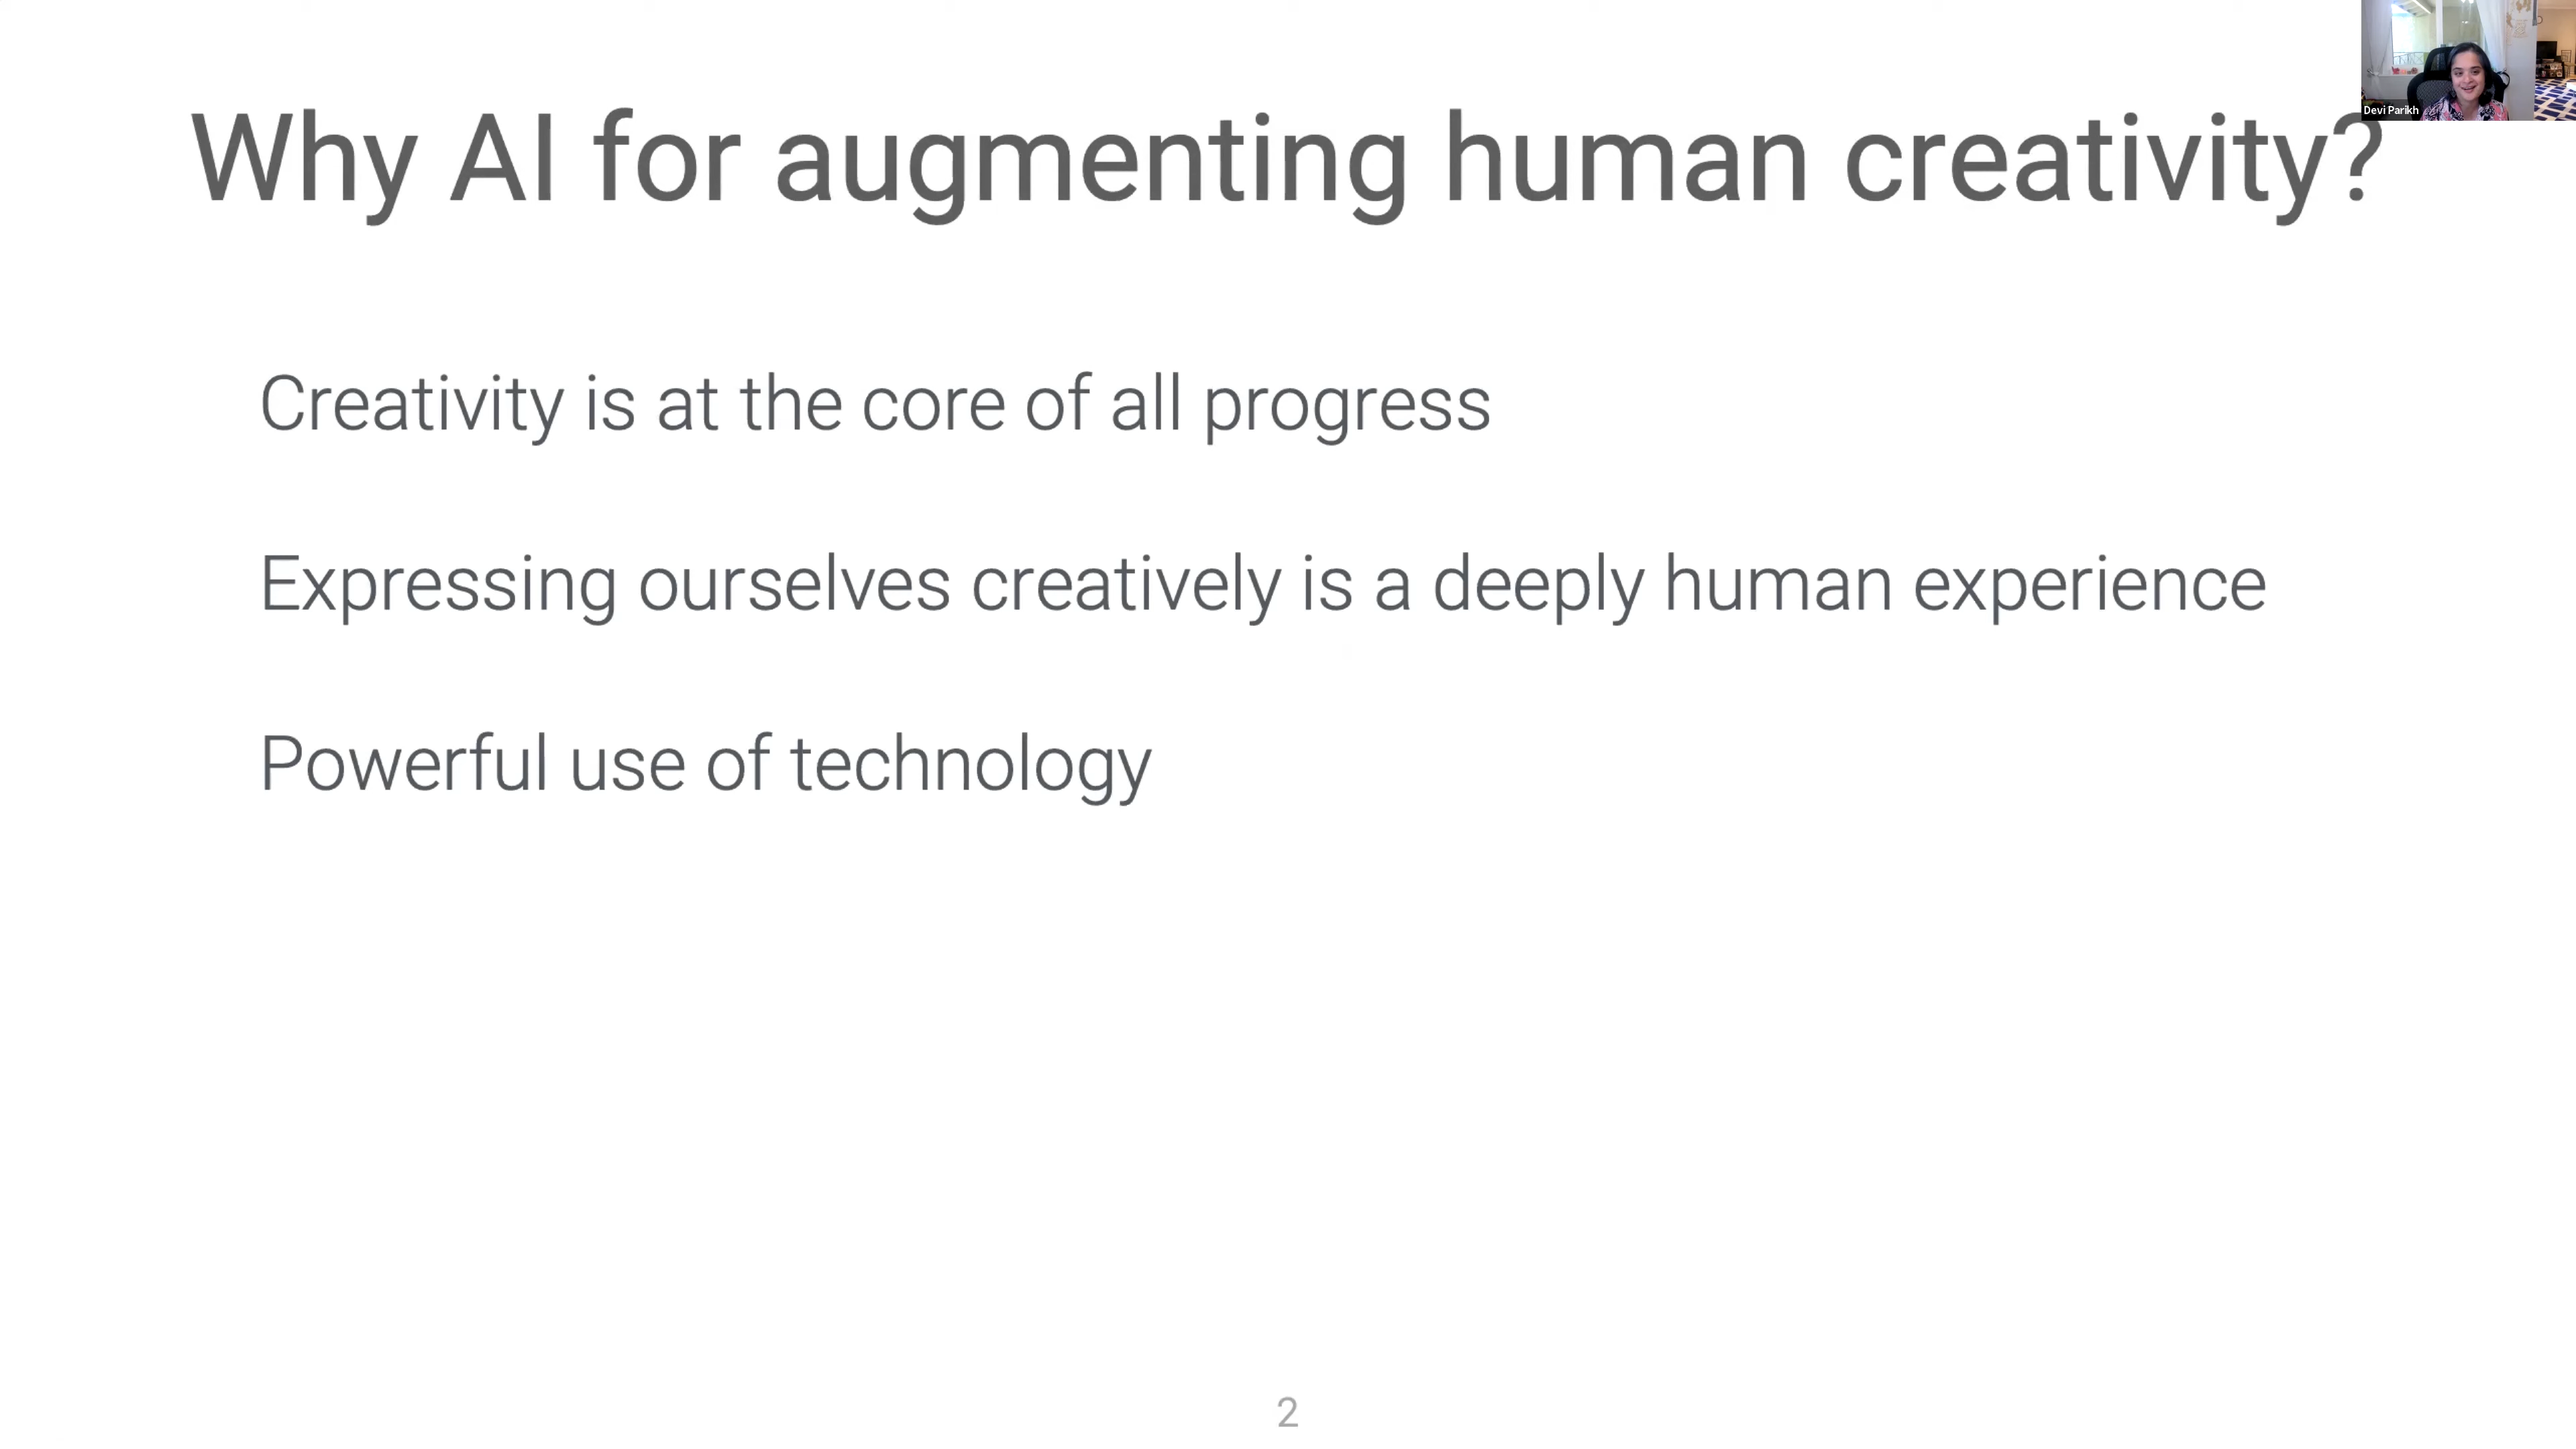 Why AI for augmenting human creativity?
Devi Parikh
Creativity is at the core of all progress
Expressing ourselves creatively is a deeply human experience
Powerful use of technology
2